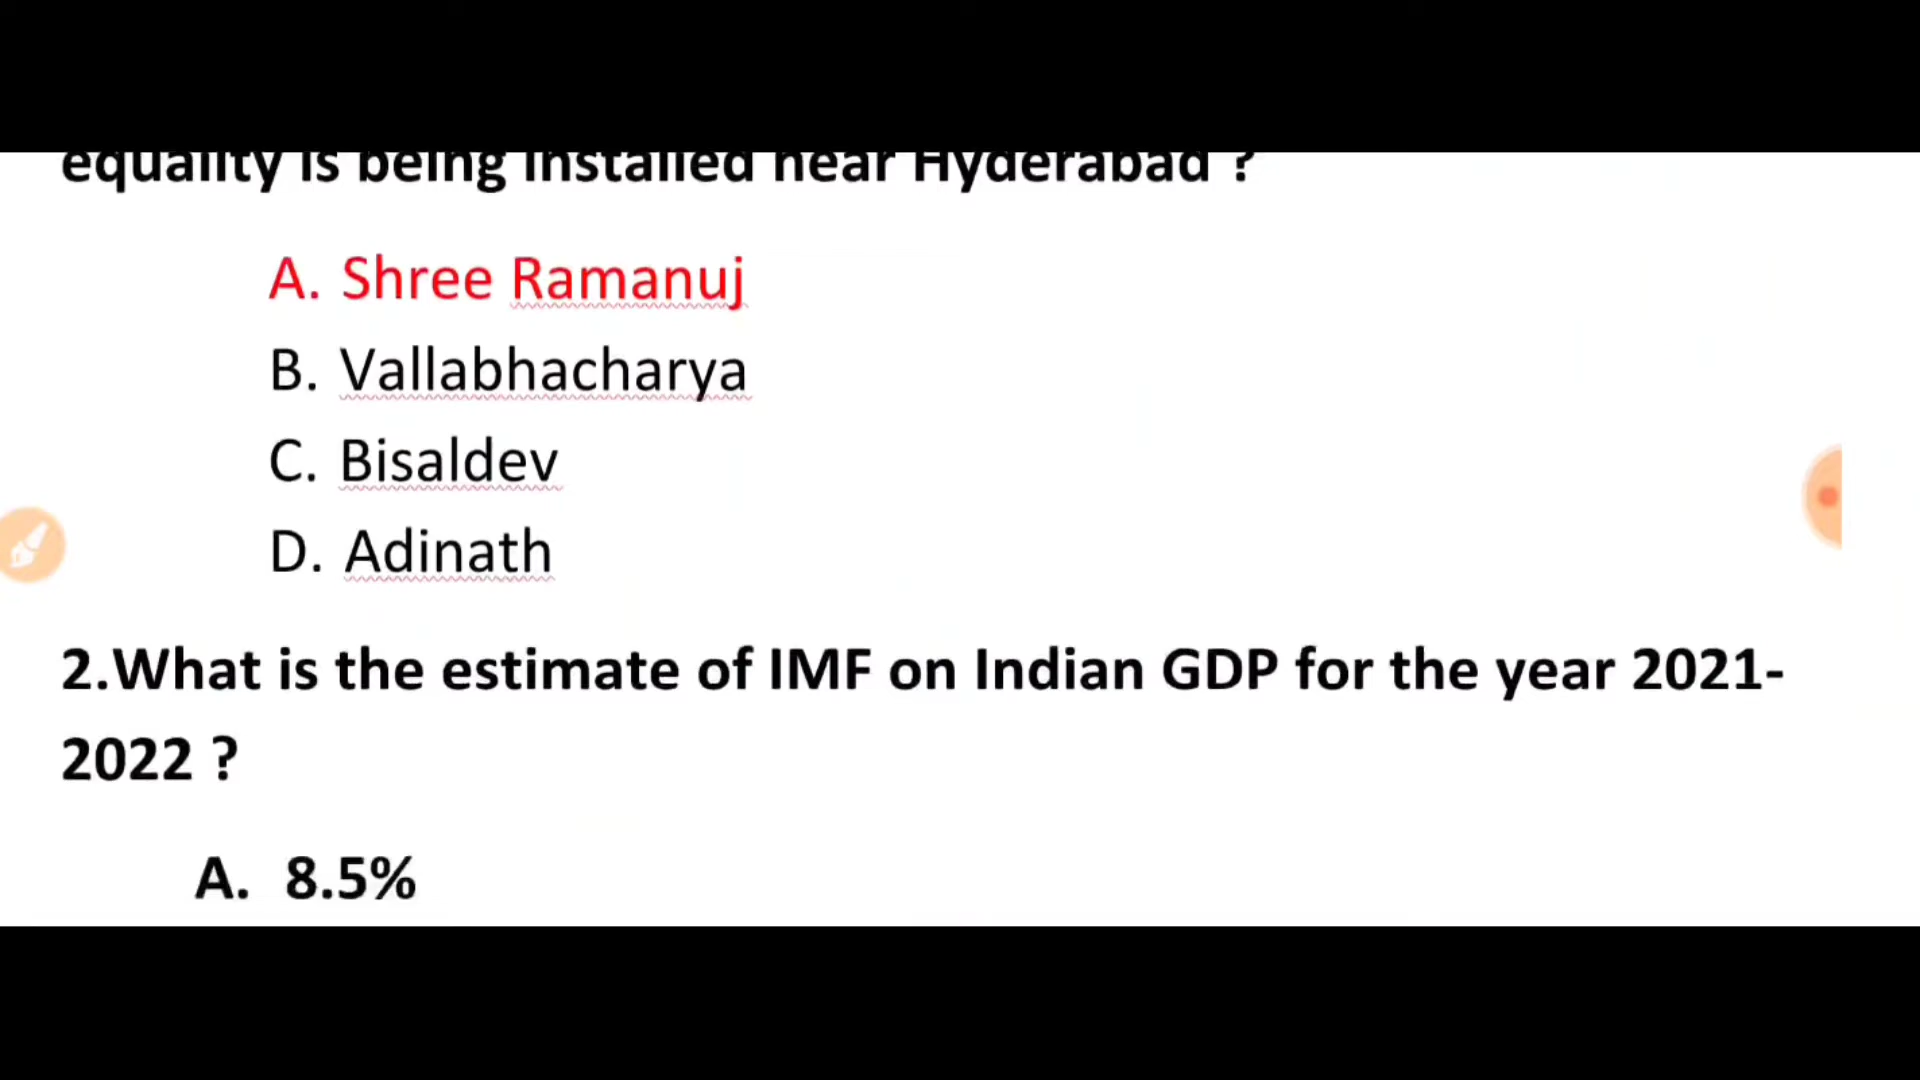 equality is being installed near Hyderabad ?
A. Shree Ramanuj
B. Vallabhacharya
C. Bisaldev
D. Adinath
2.What is the estimate of IMF on Indian GDP for the year 2021-
2022 ?
A. 8.5%